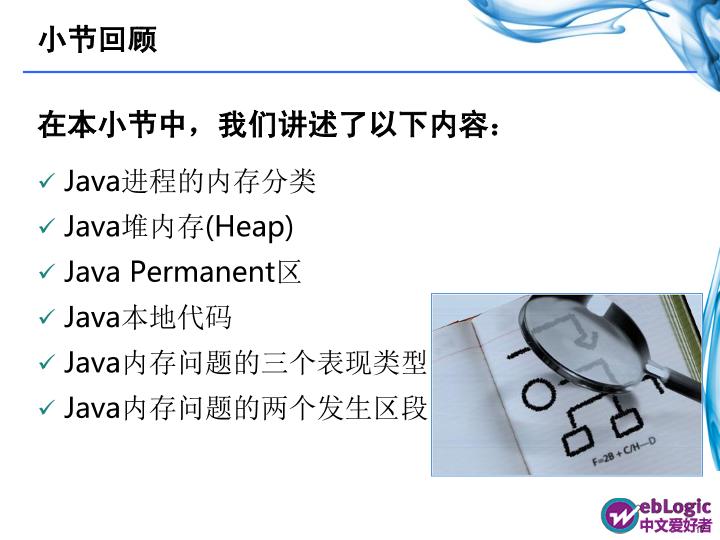 小节回顾
在本小节中，我们讲述了以下内容：
Java进程的内存分类
Java堆内存(Heap)
Java Permanent区
Java本地代码
Java内存问题的三个表现类型
Java内存问题的两个发生区段
F=2B + C/H—D
WebLogic
中文爱好者